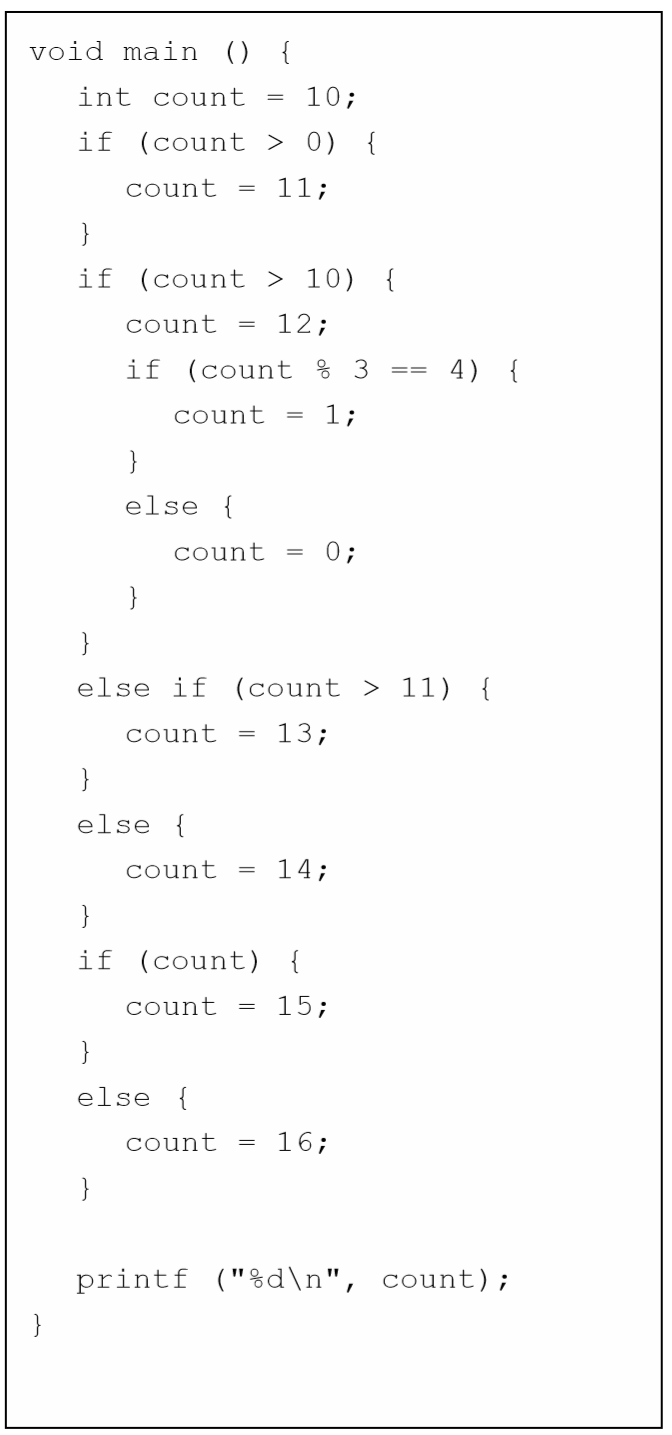 void main () {
   int count = 10;
   if (count > 0) {
      count = 11;
   }
   if (count > 10) {
      count = 12;
      if (count % 3 == 4) {
         count = 1;
      }
      else {
         count = 0;
      }
   }
   else if (count > 11) {
      count = 13;
   }
   else {
      count = 14;
   }
   if (count) {
      count = 15;
   }
   else {
      count = 16;
   }

   printf ("%d\n", count);
}